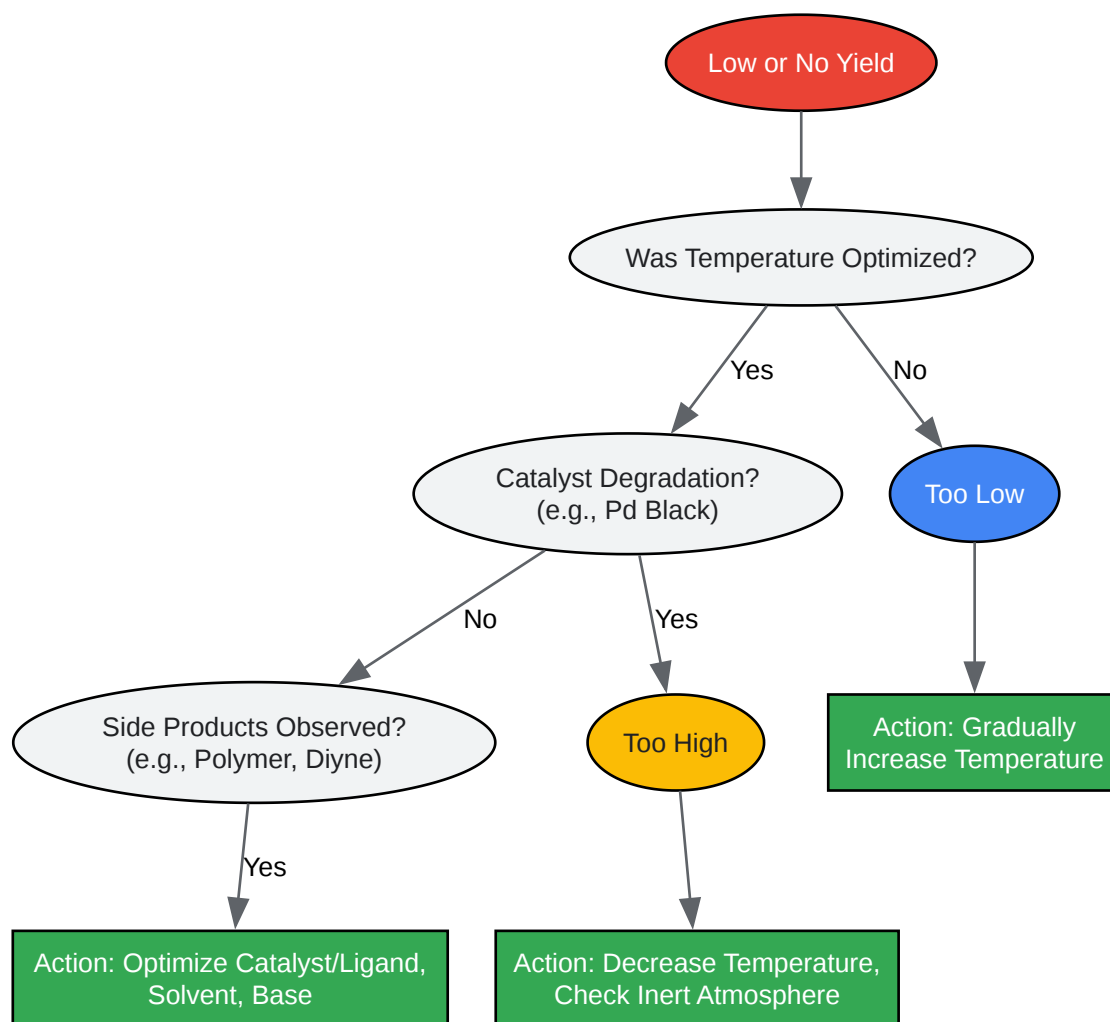 Low or No Yield
Was Temperature Optimized?
Yes
No
Catalyst Degradation?
(e.g., Pd Black)
Too Low
No
Yes
Side Products Observed?
(e.g., Polymer, Diyne)
Too High
Action: Gradually
Increase Temperature
Yes
Action: Optimize Catalyst/Ligand,
Solvent, Base
Action: Decrease Temperature,
Check Inert Atmosphere